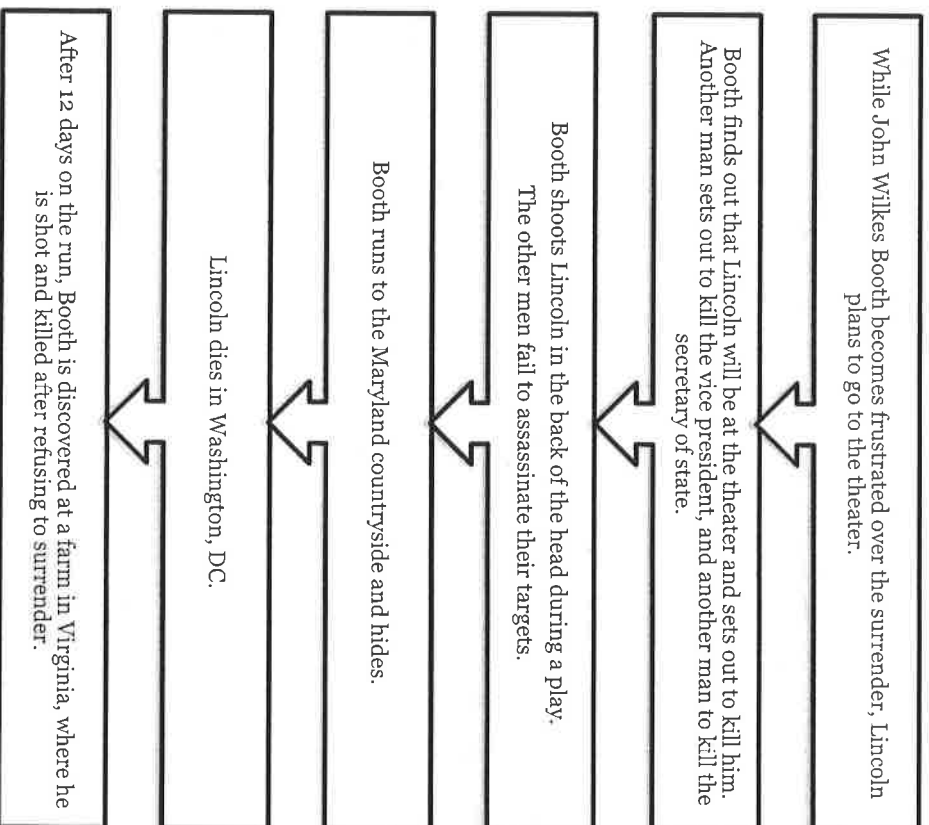 While John Wilkes Booth becomes frustrated over the surrender, Lincoln
plans to go to the theater.
Booth finds out that Lincoln will be at the theater and sets out to kill him.
Another man sets out to kill the vice president, and another man to kill the
secretary of state.
Booth shoots Lincoln in the back of the head during a play.
The other men fail to assassinate their targets.
Booth runs to the Maryland countryside and hides.
Lincoln dies in Washington, DC.
After 12 days on the run, Booth is discovered at a farm in Virginia, where he
is shot and killed after refusing to surrender.